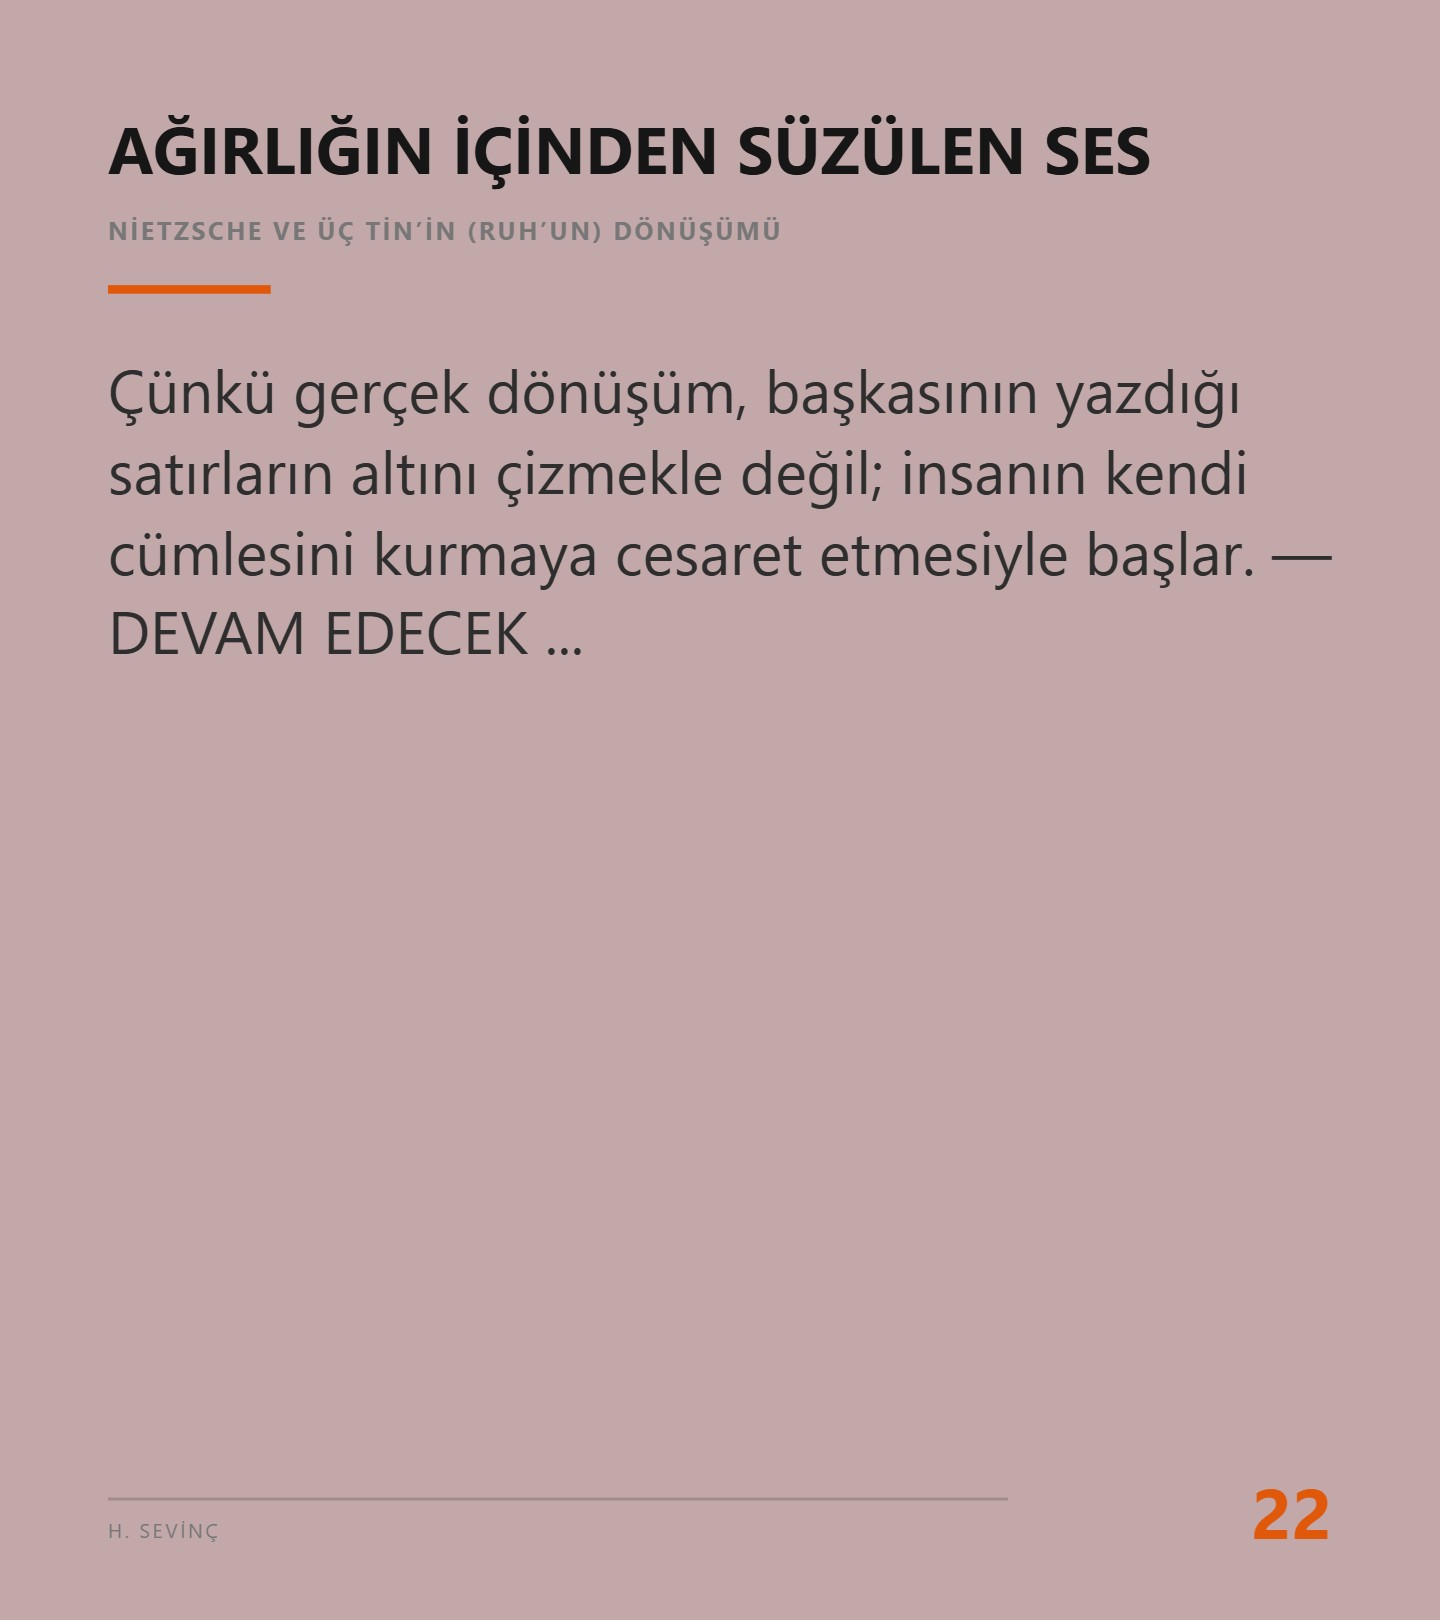 AĞIRLIĞIN İÇİNDEN SÜZÜLEN SES
NİETZSCHE VE ÜÇ TİN’İN (RUH’UN) DÖNÜŞÜMÜ
Çünkü gerçek dönüşüm, başkasının yazdığı
satırların altını çizmekle değil; insanın kendi
cümlesini kurmaya cesaret etmesiyle başlar. —
DEVAM EDECEK ...
H. SEVİNÇ
22